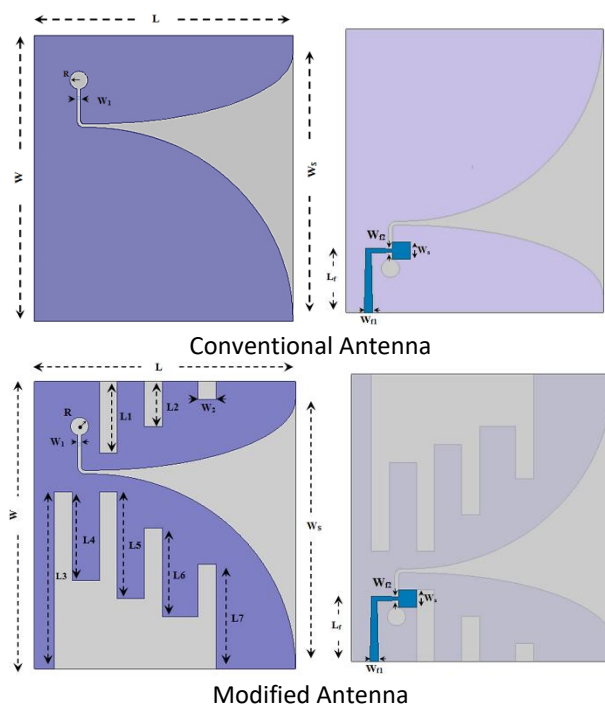 L
R
W1
W
Ws
Wf2
Ws
Lf
Wf1
Conventional Antenna
L
L1
L2
W2
R
W1
W
Ws
L3
L4
L5
L6
L7
Wf2
Ws
Lf
Wf1
Modified Antenna